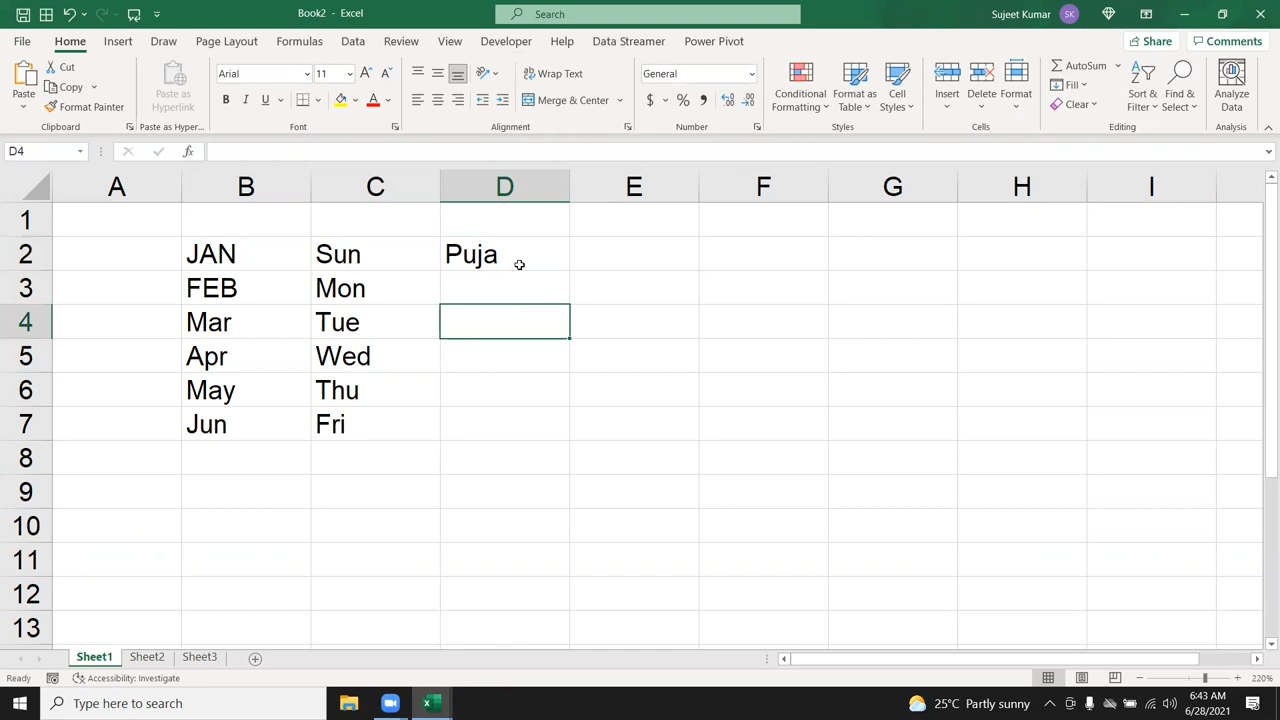 Book2 - Excel
Search
Sujeet Kumar
SK
File Home Insert Draw Page Layout Formulas Data Review View Developer Help Data Streamer Power Pivot
Share
Comments
Paste
Cut
Copy
Format Painter
Clipboard
Paste as
Hyperlink
Paste as Hyper...
Arial
11
B I U
Font
Wrap Text
Merge & Center
Alignment
General
$ % ,
Number
Conditional
Formatting
Format as
Table
Cell
Styles
Styles
Insert
Delete
Format
Cells
AutoSum
Fill
Clear
Sort &
Filter
Find &
Select
Editing
Analyze
Data
Analysis
D4
fx
A B C D E F G H I
1
2 JAN Sun Puja
3 FEB Mon
4 Mar Tue
5 Apr Wed
6 May Thu
7 Jun Fri
8
9
10
11
12
13
Sheet1 Sheet2 Sheet3
Ready
Accessibility: Investigate
220%
Type here to search
25°C Partly sunny
6:43 AM
6/28/2021